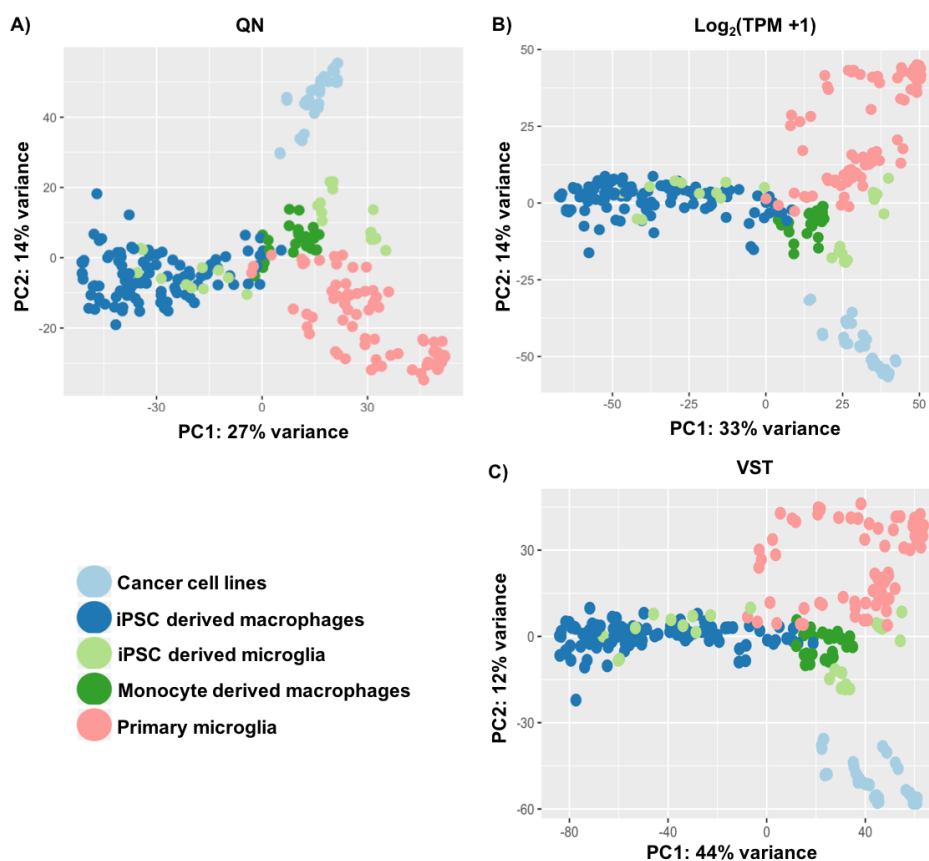 A)
QN
40
20
0
-20
-30
0
30
PC2: 14% variance
PC1: 27% variance
B)
Log₂(TPM +1)
50
25
0
-25
-50
-50
-25
0
25
50
PC2: 14% variance
PC1: 33% variance
C)
VST
30
0
-30
-60
-80
-40
0
40
PC2: 12% variance
PC1: 44% variance
Cancer cell lines
iPSC derived macrophages
iPSC derived microglia
Monocyte derived macrophages
Primary microglia